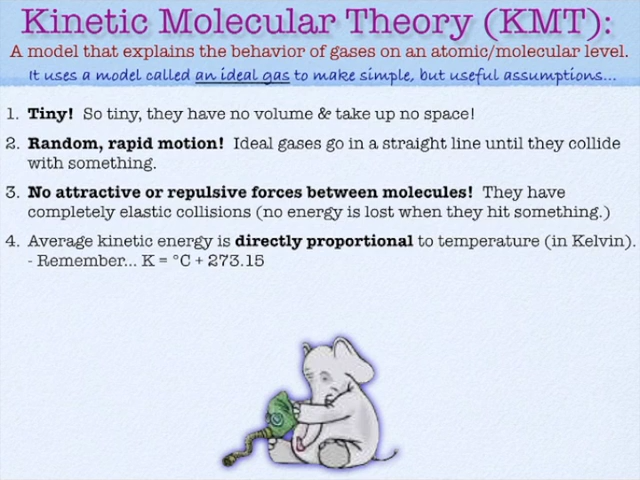 Kinetic Molecular Theory (KMT):
A model that explains the behavior of gases on an atomic/molecular level.
It uses a model called an ideal gas to make simple, but useful assumptions...
1. Tiny! So tiny, they have no volume & take up no space!
2. Random, rapid motion! Ideal gases go in a straight line until they collide
with something.
3. No attractive or repulsive forces between molecules! They have
completely elastic collisions (no energy is lost when they hit something.)
4. Average kinetic energy is directly proportional to temperature (in Kelvin).
- Remember... K = °C + 273.15